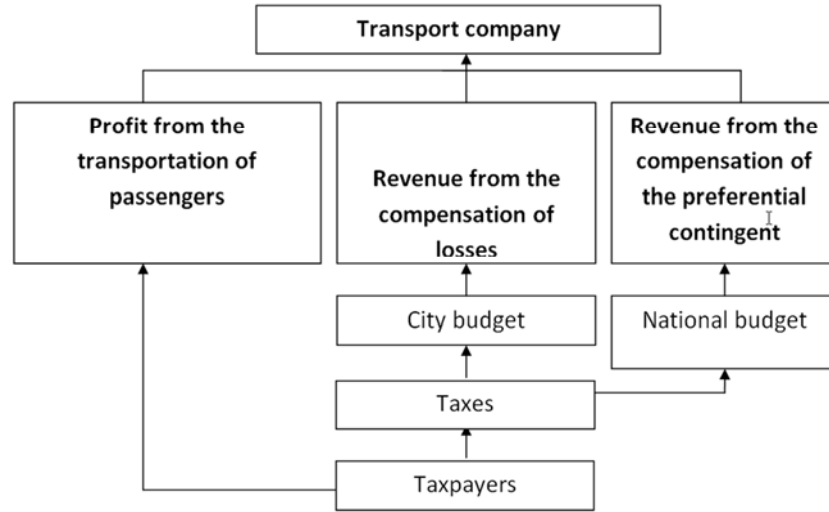 Transport company
Profit from the
transportation of
passengers
Revenue from the
compensation of
losses
Revenue from the
compensation of
the preferential
contingent
City budget
National budget
Taxes
Taxpayers